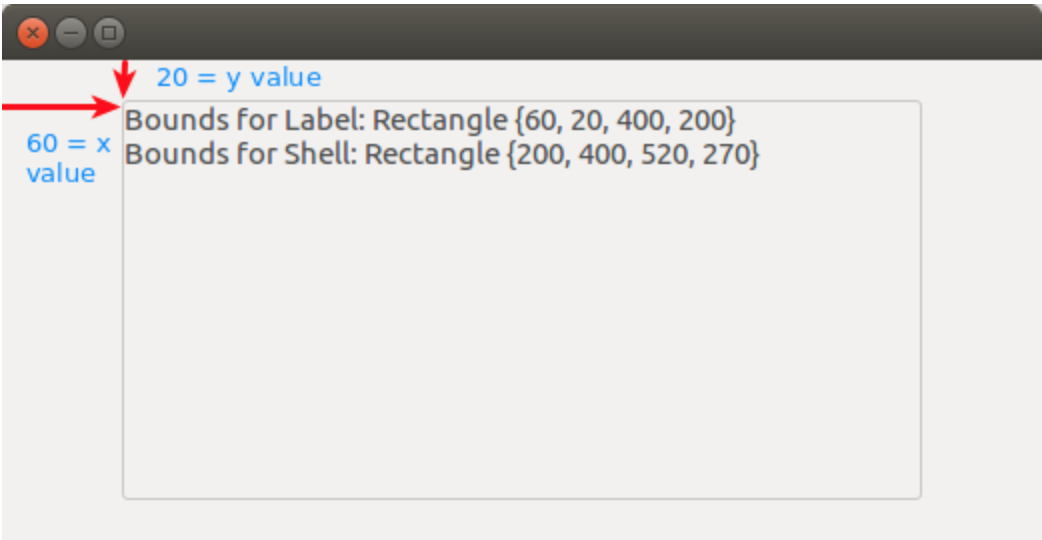 20 = y value
Bounds for Label: Rectangle {60, 20, 400, 200}
60 = x
value
Bounds for Shell: Rectangle {200, 400, 520, 270}